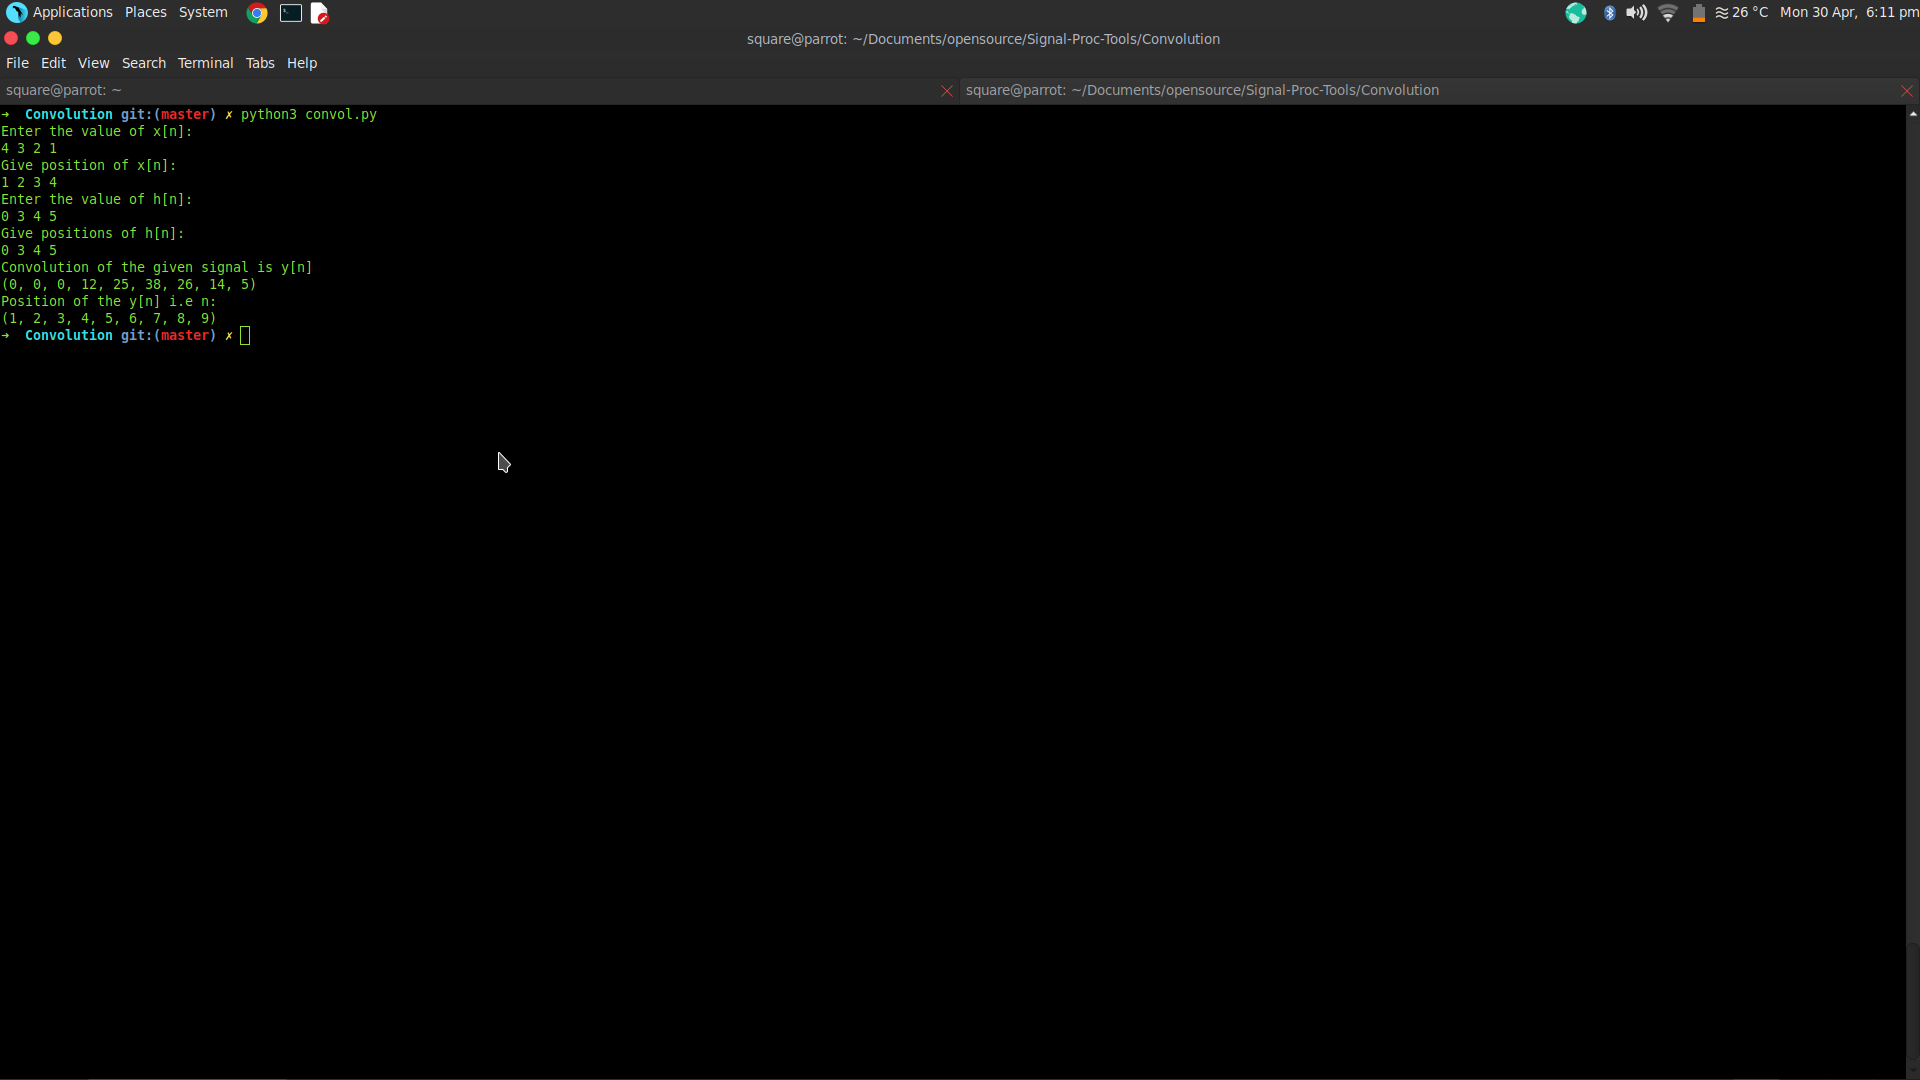 Applications Places System 26 °C Mon 30 Apr, 6:11 pm
square@parrot: ~/Documents/opensource/Signal-Proc-Tools/Convolution
File Edit View Search Terminal Tabs Help
square@parrot: ~ square@parrot: ~/Documents/opensource/Signal-Proc-Tools/Convolution
➜ Convolution git:(master) ✗ python3 convol.py
Enter the value of x[n]:
4 3 2 1
Give position of x[n]:
1 2 3 4
Enter the value of h[n]:
0 3 4 5
Give positions of h[n]:
0 3 4 5
Convolution of the given signal is y[n]
(0, 0, 0, 12, 25, 38, 26, 14, 5)
Position of the y[n] i.e n:
(1, 2, 3, 4, 5, 6, 7, 8, 9)
➜ Convolution git:(master) ✗